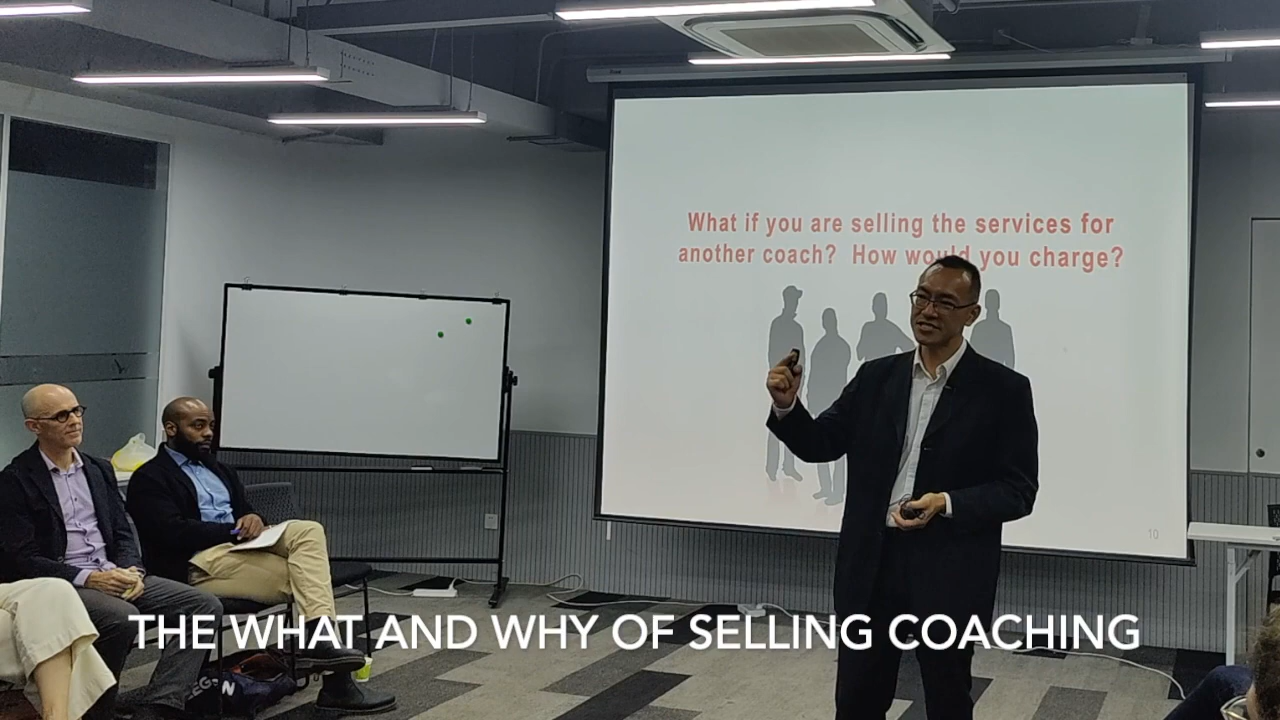 What if you are selling the services for
another coach? How would you charge?
10
THE WHAT AND WHY OF SELLING COACHING